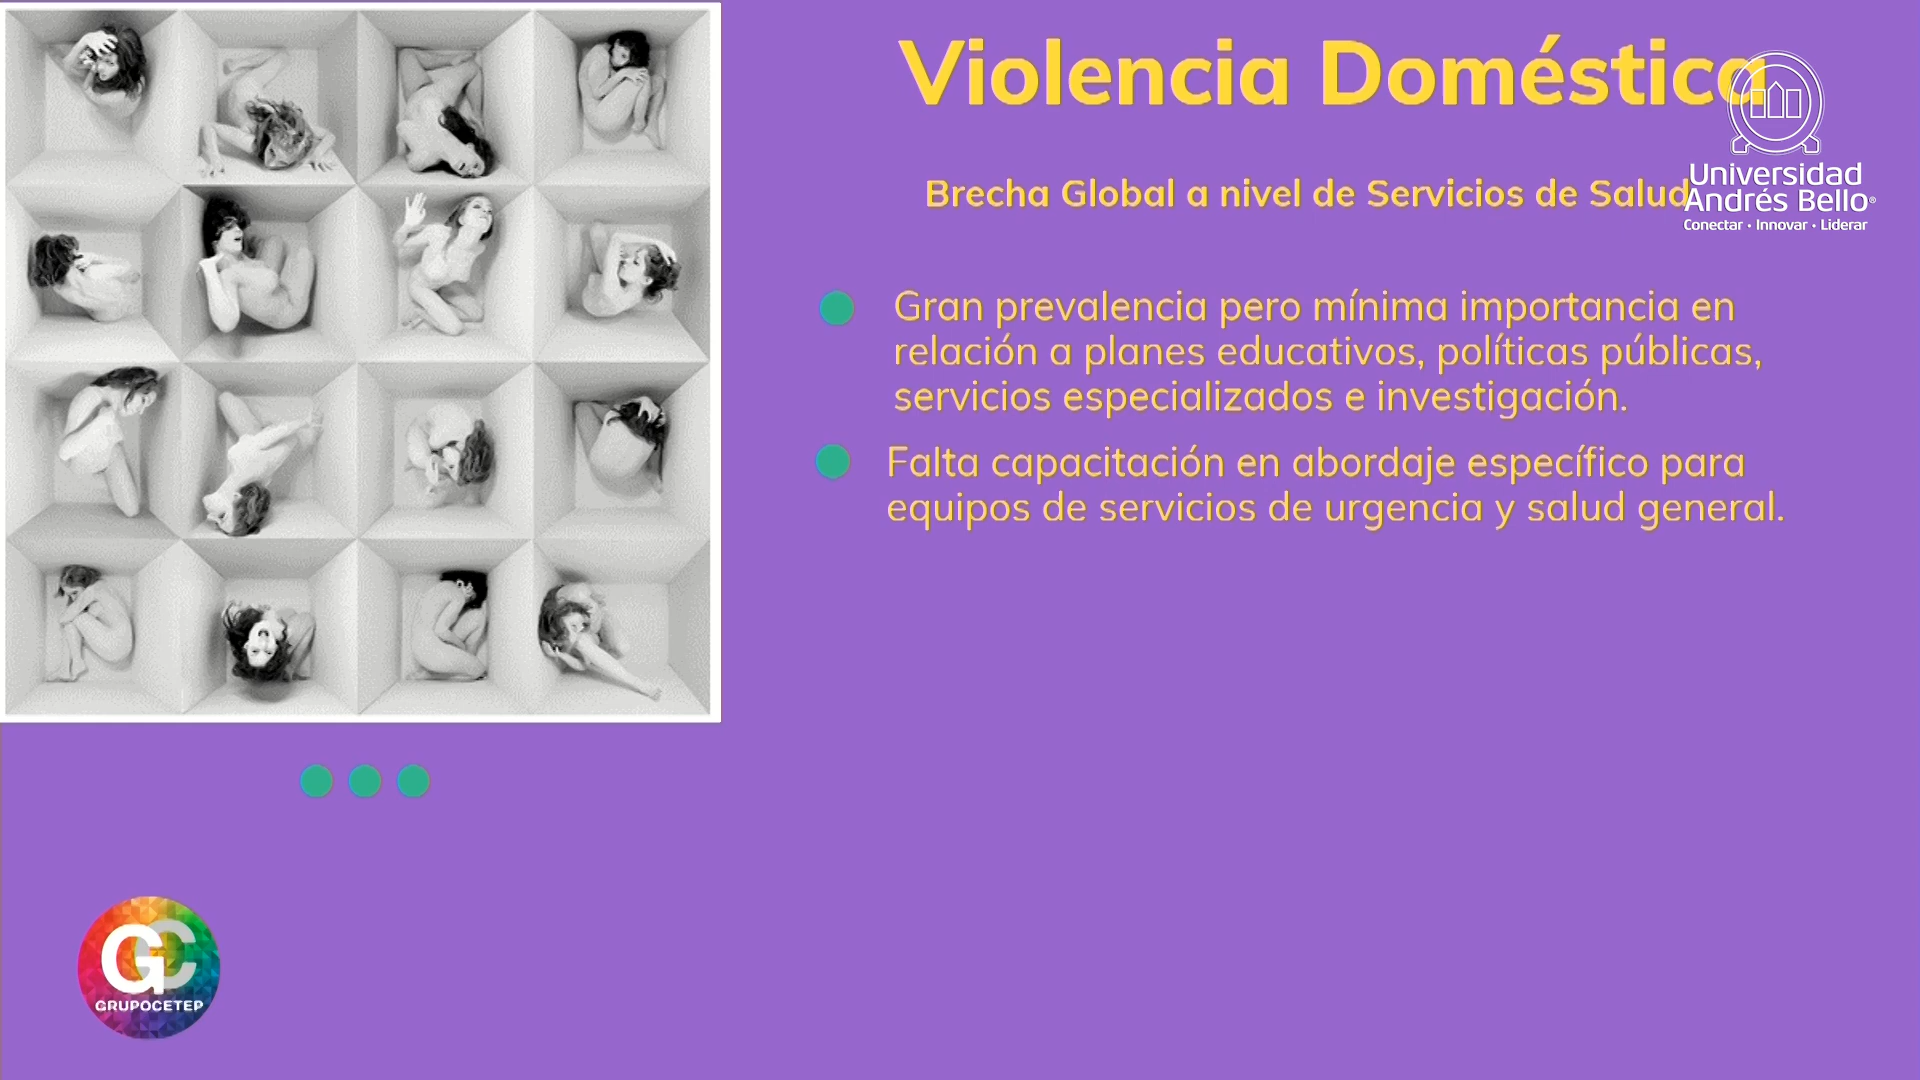 Violencia Doméstica
Brecha Global a nivel de Servicios de Salud
Universidad
Andrés Bello®
Conectar • Innovar • Liderar
Gran prevalencia pero mínima importancia en
relación a planes educativos, políticas públicas,
servicios especializados e investigación.
Falta capacitación en abordaje específico para
equipos de servicios de urgencia y salud general.
GC
GRUPOCETEP